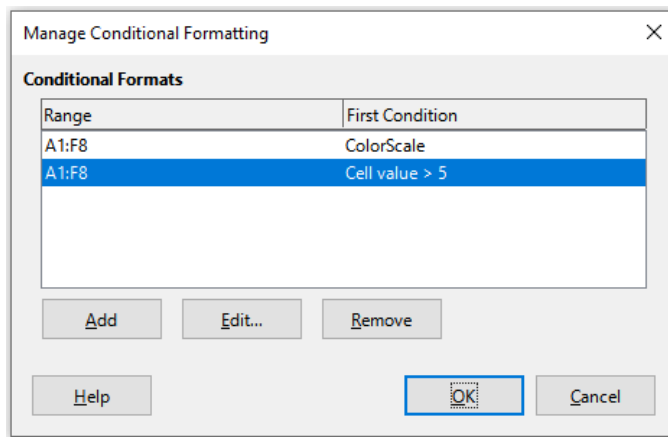 Manage Conditional Formatting
Conditional Formats
Range First Condition
A1:F8 ColorScale
A1:F8 Cell value > 5
Add Edit... Remove
Help OK Cancel